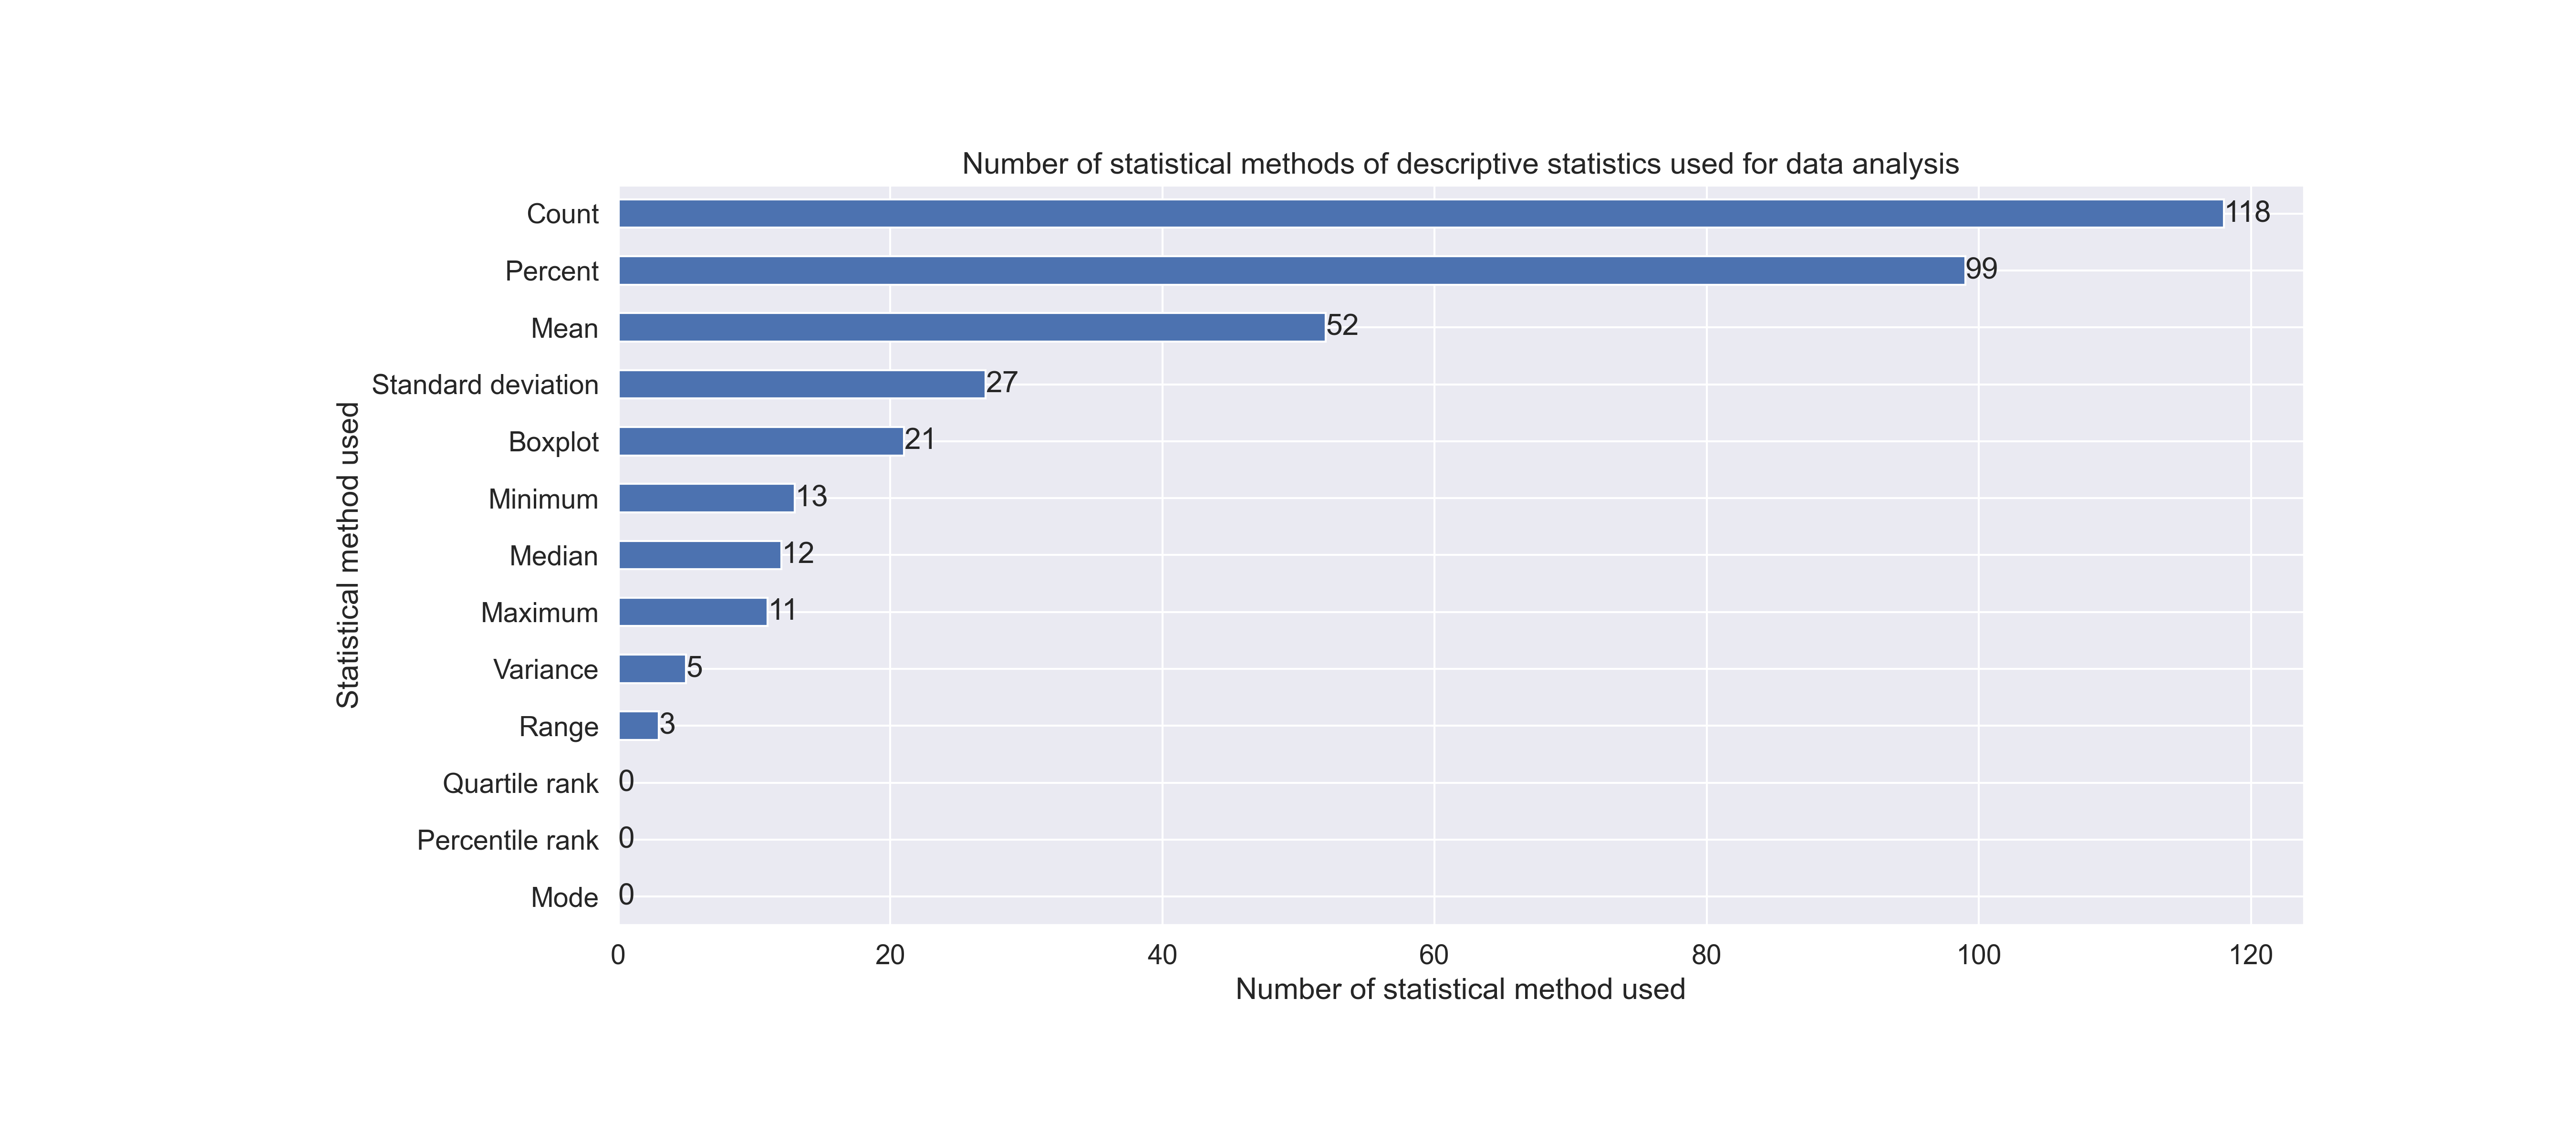 Number of statistical methods of descriptive statistics used for data analysis
Statistical method used
Count 118
Percent 99
Mean 52
Standard deviation 27
Boxplot 21
Minimum 13
Median 12
Maximum 11
Variance 5
Range 3
Quartile rank 0
Percentile rank 0
Mode 0
0 20 40 60 80 100 120
Number of statistical method used